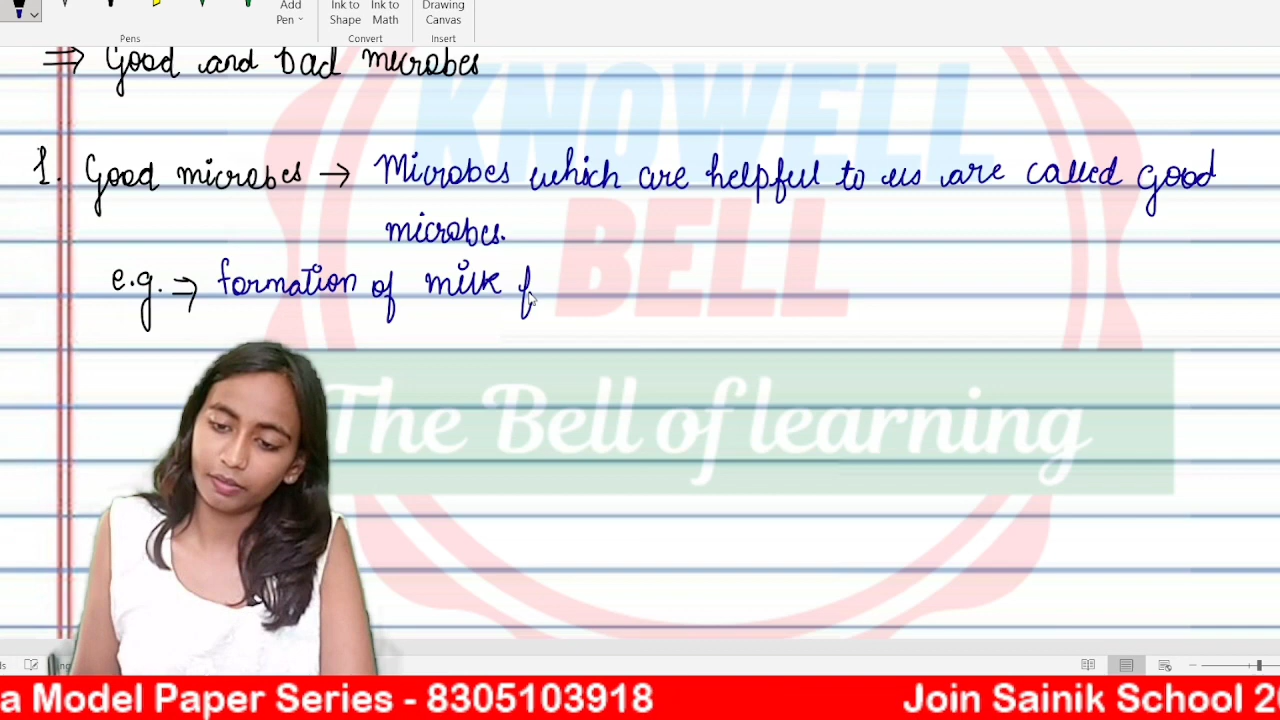 Add
Pen
Ink to
Shape
Ink to
Math
Drawing
Canvas
Pens
Convert
Insert
⇒ Good and bad microbes
KNOWELL
1. Good microbes → Microbes which are helpful to us are called good
microbes.
BELL
e.g. ⇒ formation of milk f
The Bell of learning
a Model Paper Series - 8305103918 Join Sainik School 2